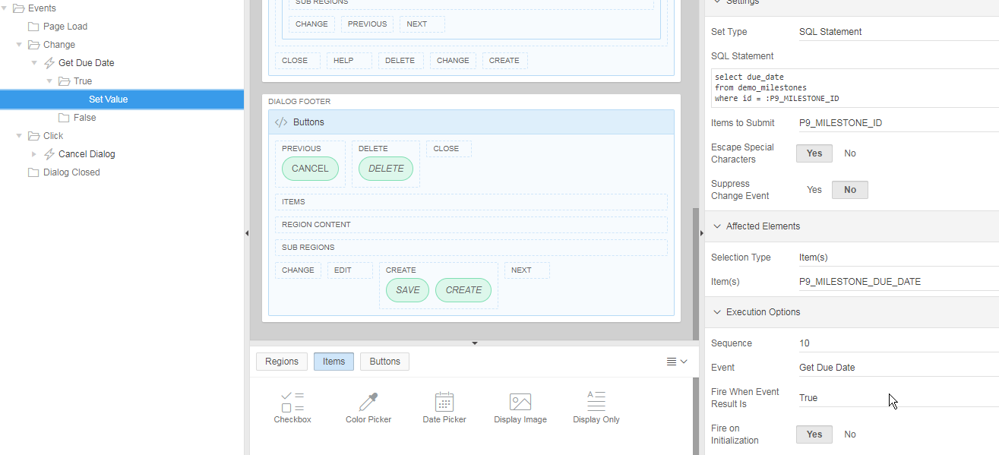 Events
Page Load
Change
Get Due Date
True
Set Value
False
Click
Cancel Dialog
Dialog Closed
SUB REGIONS
CHANGE PREVIOUS NEXT
CLOSE HELP DELETE CHANGE CREATE
DIALOG FOOTER
Buttons
PREVIOUS DELETE CLOSE
CANCEL DELETE
ITEMS
REGION CONTENT
SUB REGIONS
CHANGE EDIT CREATE NEXT
SAVE CREATE
Regions Items Buttons
Checkbox Color Picker Date Picker Display Image Display Only
Settings
Set Type SQL Statement
SQL Statement
select due_date
from demo_milestones
where id = :P9_MILESTONE_ID
Items to Submit P9_MILESTONE_ID
Escape Special
Characters Yes No
Suppress
Change Event Yes No
Affected Elements
Selection Type Item(s)
Item(s) P9_MILESTONE_DUE_DATE
Execution Options
Sequence 10
Event Get Due Date
Fire When Event
Result Is True
Fire on
Initialization Yes No